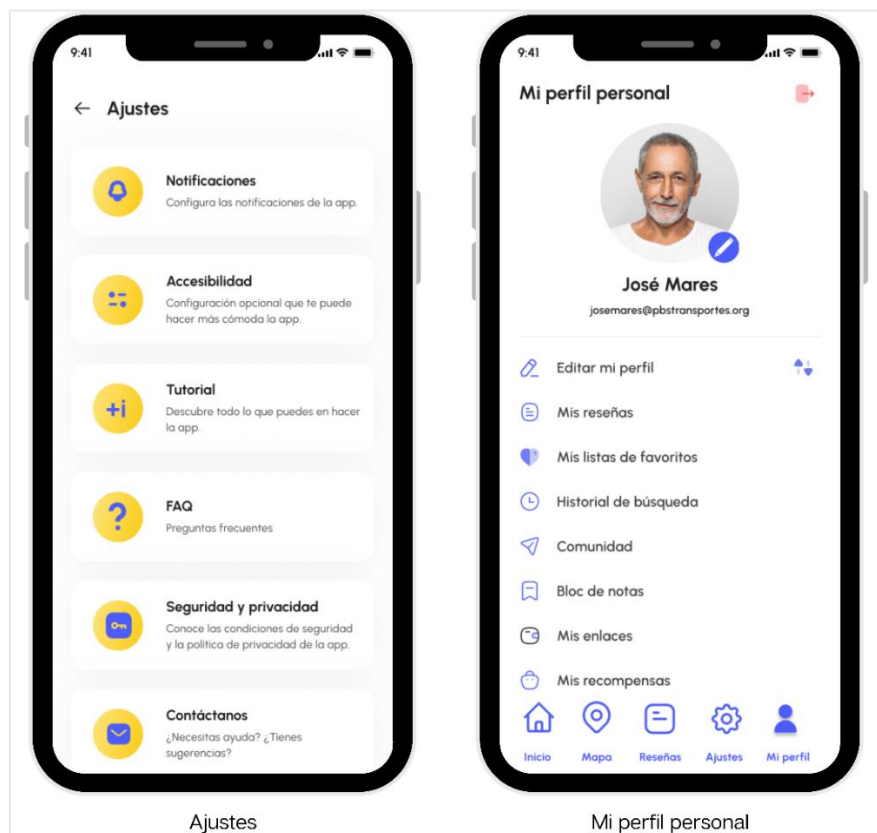 9:41
Ajustes
Notificaciones
Configura las notificaciones de la app.
Accesibilidad
Configuración opcional que te puede
hacer más cómoda la app.
+i
Tutorial
Descubre todo lo que puedes en hacer
la app.
?
FAQ
Preguntas frecuentes
Seguridad y privacidad
Conoce las condiciones de seguridad
y la política de privacidad de la app.
Contáctanos
¿Necesitas ayuda? ¿Tienes
sugerencias?
Ajustes
9:41
Mi perfil personal
José Mares
josemares@pbstransportes.org
Editar mi perfil
Mis reseñas
Mis listas de favoritos
Historial de búsqueda
Comunidad
Bloc de notas
Mis enlaces
Mis recompensas
Inicio Mapa Reseñas Ajustes Mi perfil
Mi perfil personal